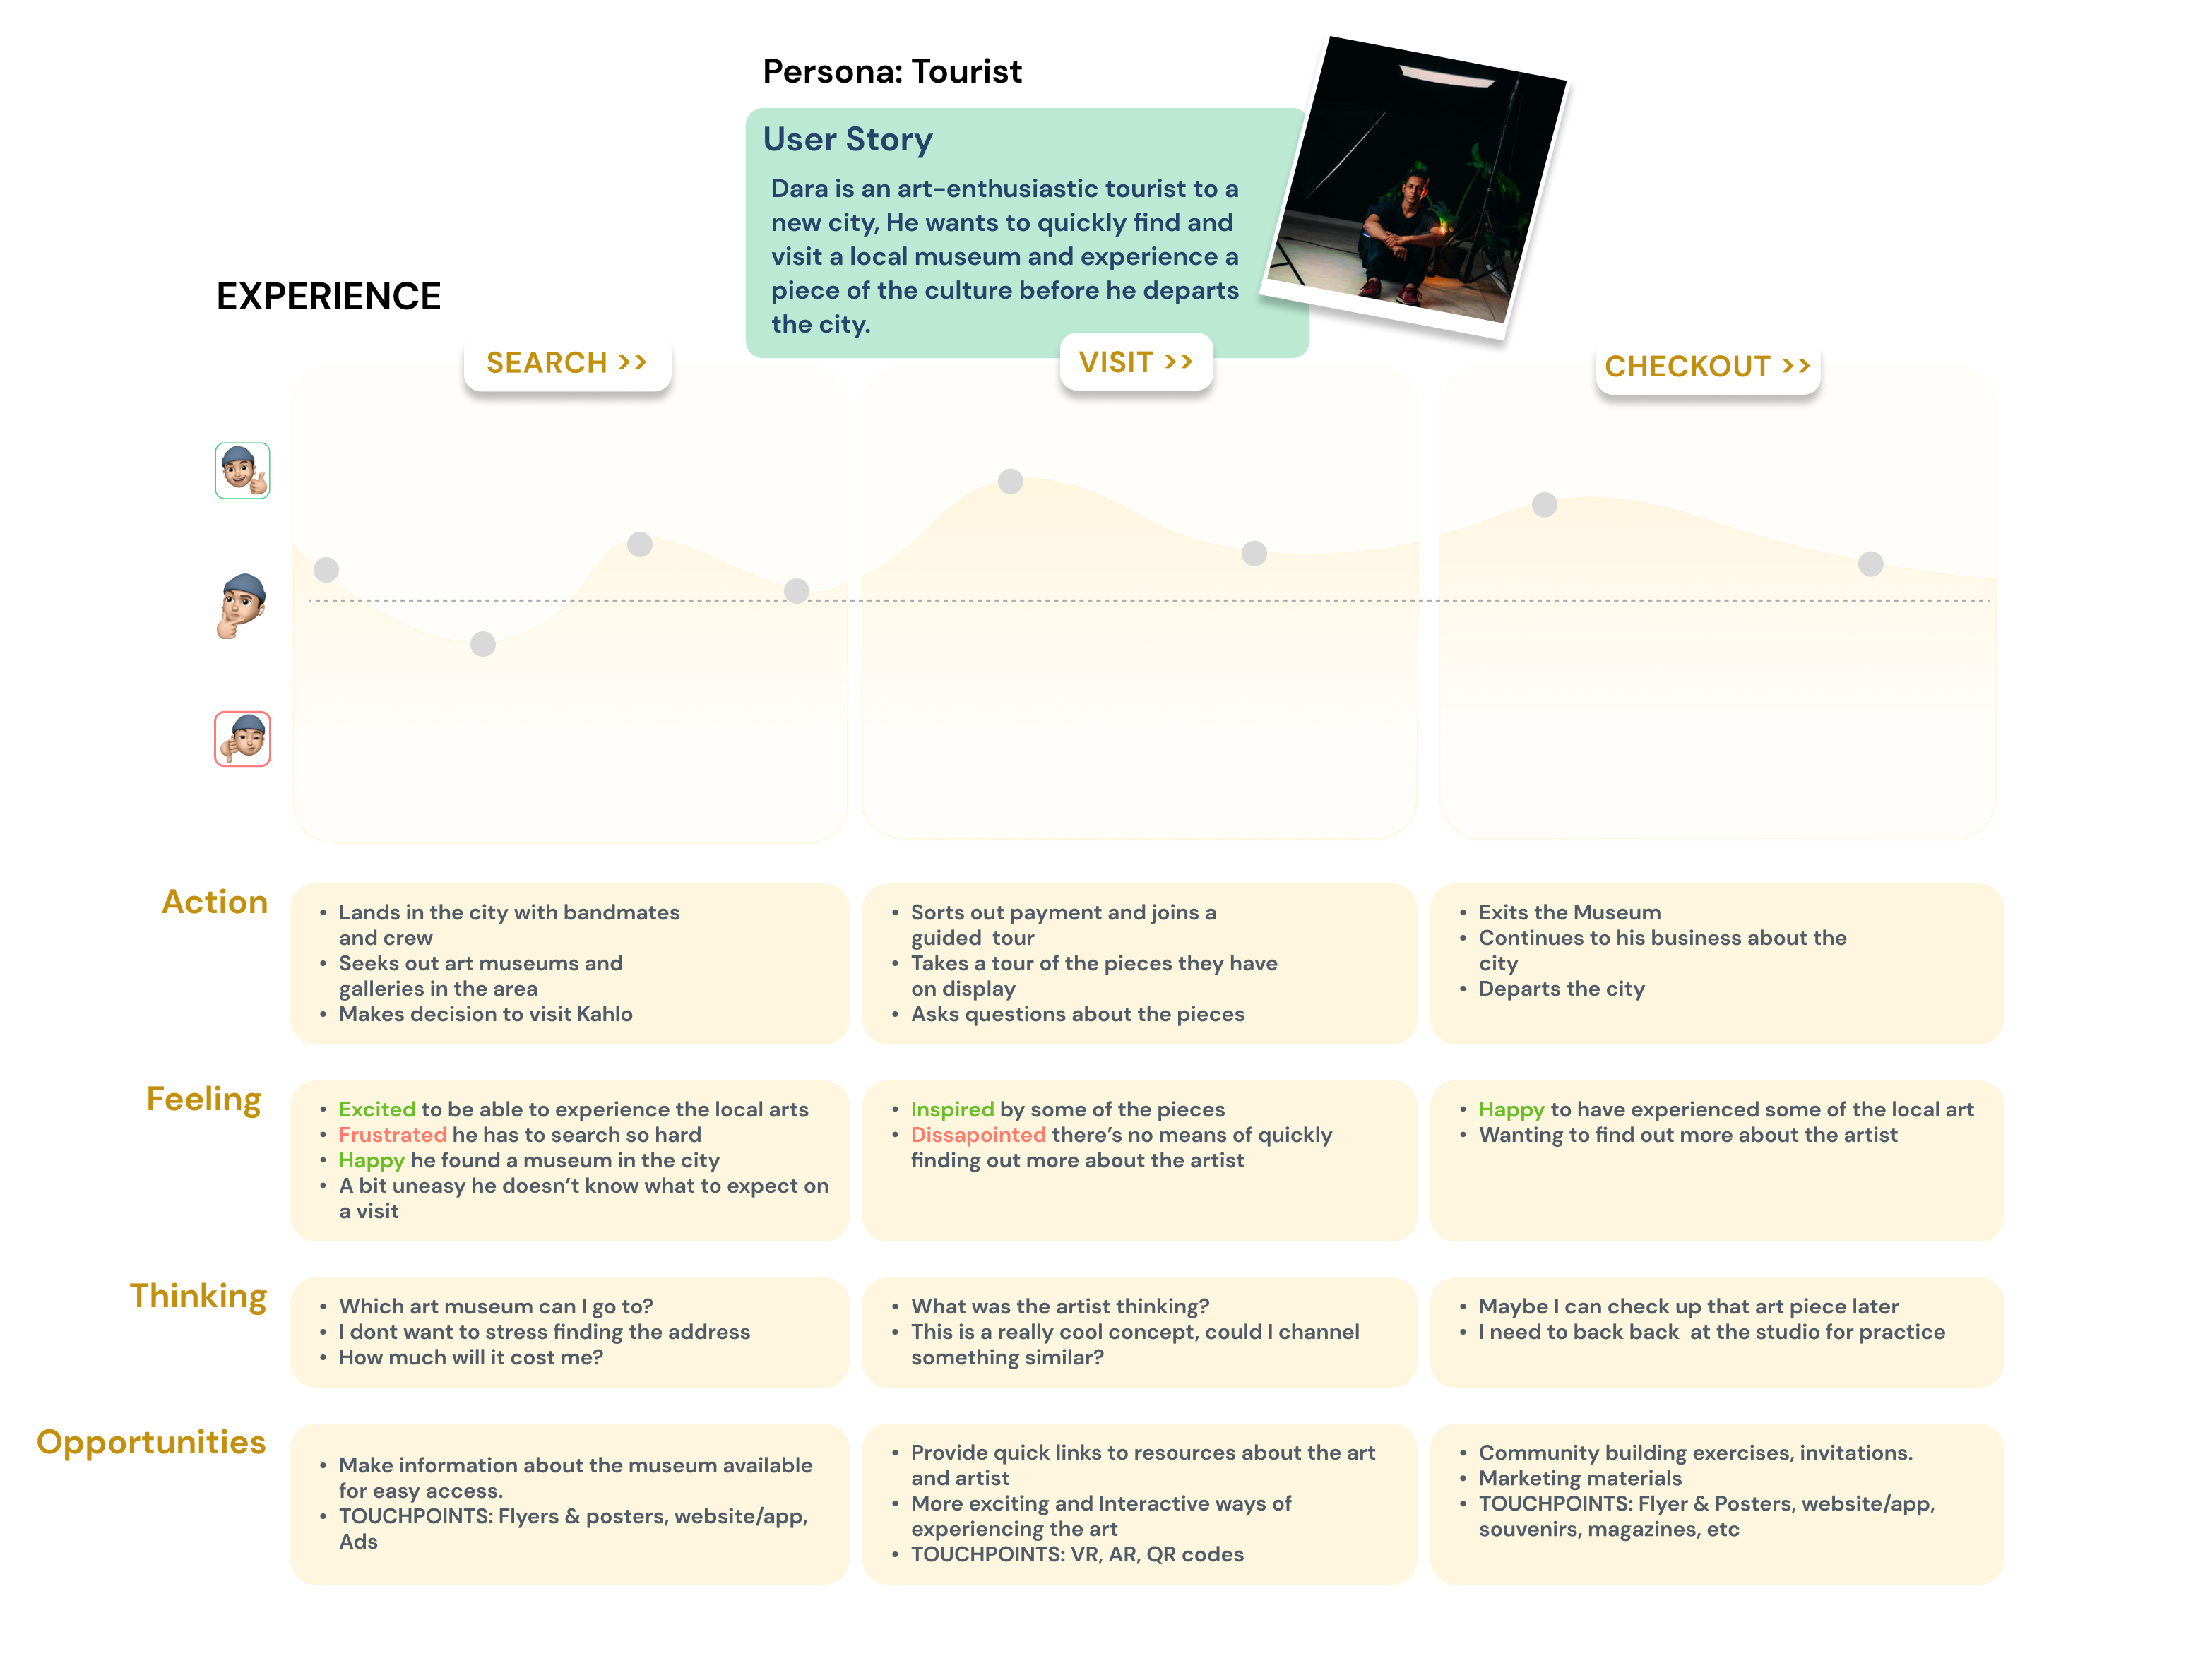 Persona: Tourist
User Story
Dara is an art-enthusiastic tourist to a
new city, He wants to quickly find and
visit a local museum and experience a
piece of the culture before he departs
the city.
EXPERIENCE
SEARCH >>
VISIT >>
CHECKOUT >>
Action
• Lands in the city with bandmates
and crew
• Seeks out art museums and
galleries in the area
• Makes decision to visit Kahlo
• Sorts out payment and joins a
guided  tour
• Takes a tour of the pieces they have
on display
• Asks questions about the pieces
• Exits the Museum
• Continues to his business about the
city
• Departs the city
Feeling
• Excited to be able to experience the local arts
• Frustrated he has to search so hard
• Happy he found a museum in the city
• A bit uneasy he doesn’t know what to expect on
a visit
• Inspired by some of the pieces
• Dissapointed there’s no means of quickly
finding out more about the artist
• Happy to have experienced some of the local art
• Wanting to find out more about the artist
Thinking
• Which art museum can I go to?
• I dont want to stress finding the address
• How much will it cost me?
• What was the artist thinking?
• This is a really cool concept, could I channel
something similar?
• Maybe I can check up that art piece later
• I need to back back  at the studio for practice
Opportunities
• Make information about the museum available
for easy access.
• TOUCHPOINTS: Flyers & posters, website/app,
Ads
• Provide quick links to resources about the art
and artist
• More exciting and Interactive ways of
experiencing the art
• TOUCHPOINTS: VR, AR, QR codes
• Community building exercises, invitations.
• Marketing materials
• TOUCHPOINTS: Flyer & Posters, website/app,
souvenirs, magazines, etc